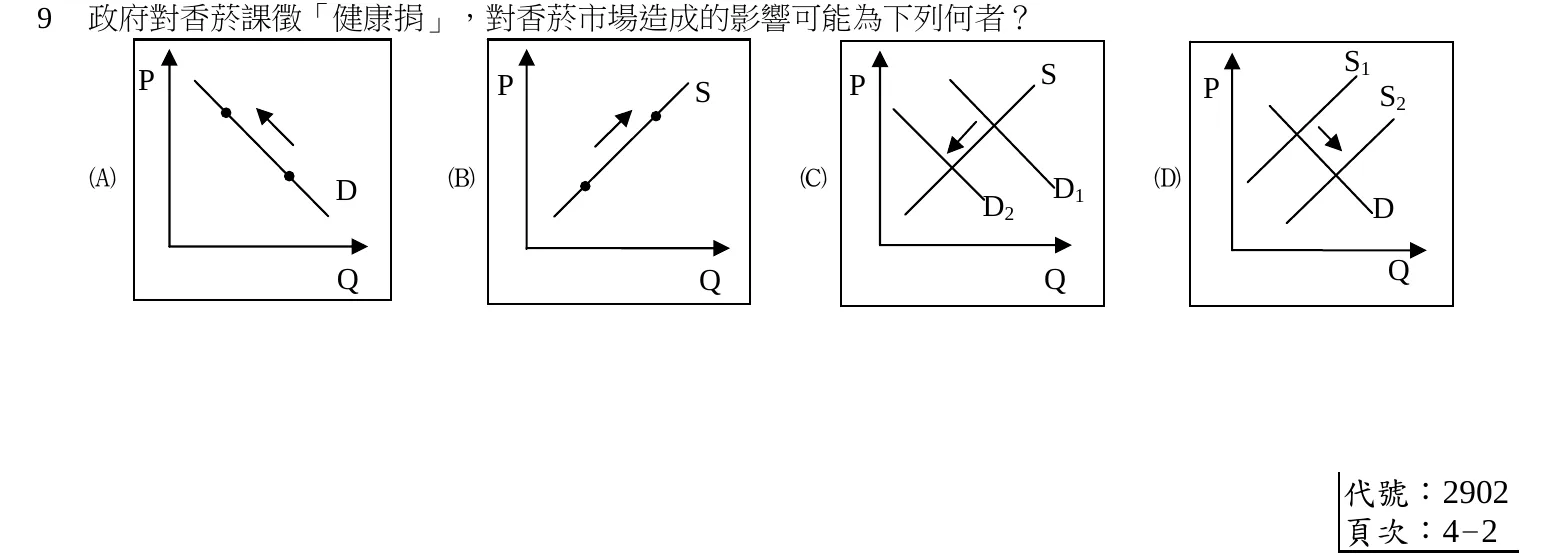 9 政府對香菸課徵「健康捐」，對香菸市場造成的影響可能為下列何者？
(A) P D Q
(B) P S Q
(C) P S D₁ D₂ Q
(D) P S₁ S₂ D Q
代號：2902
頁次：4－2